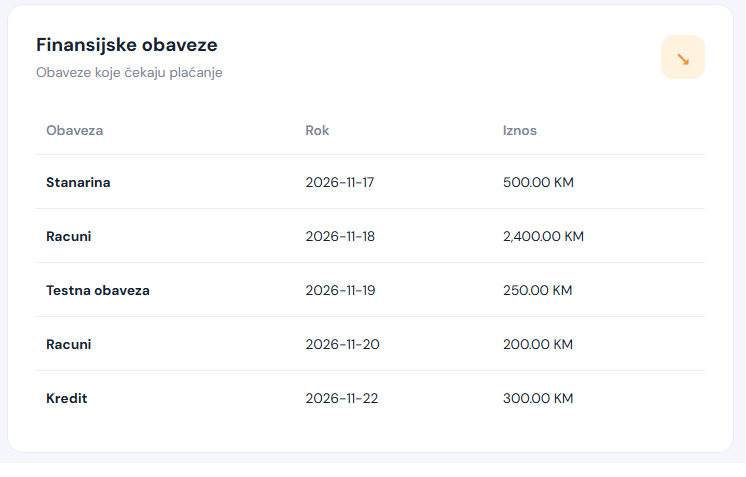 Finansijske obaveze
Obaveze koje čekaju plaćanje
Obaveza Rok Iznos
Stanarina 2026-11-17 500.00 KM
Racuni 2026-11-18 2,400.00 KM
Testna obaveza 2026-11-19 250.00 KM
Racuni 2026-11-20 200.00 KM
Kredit 2026-11-22 300.00 KM